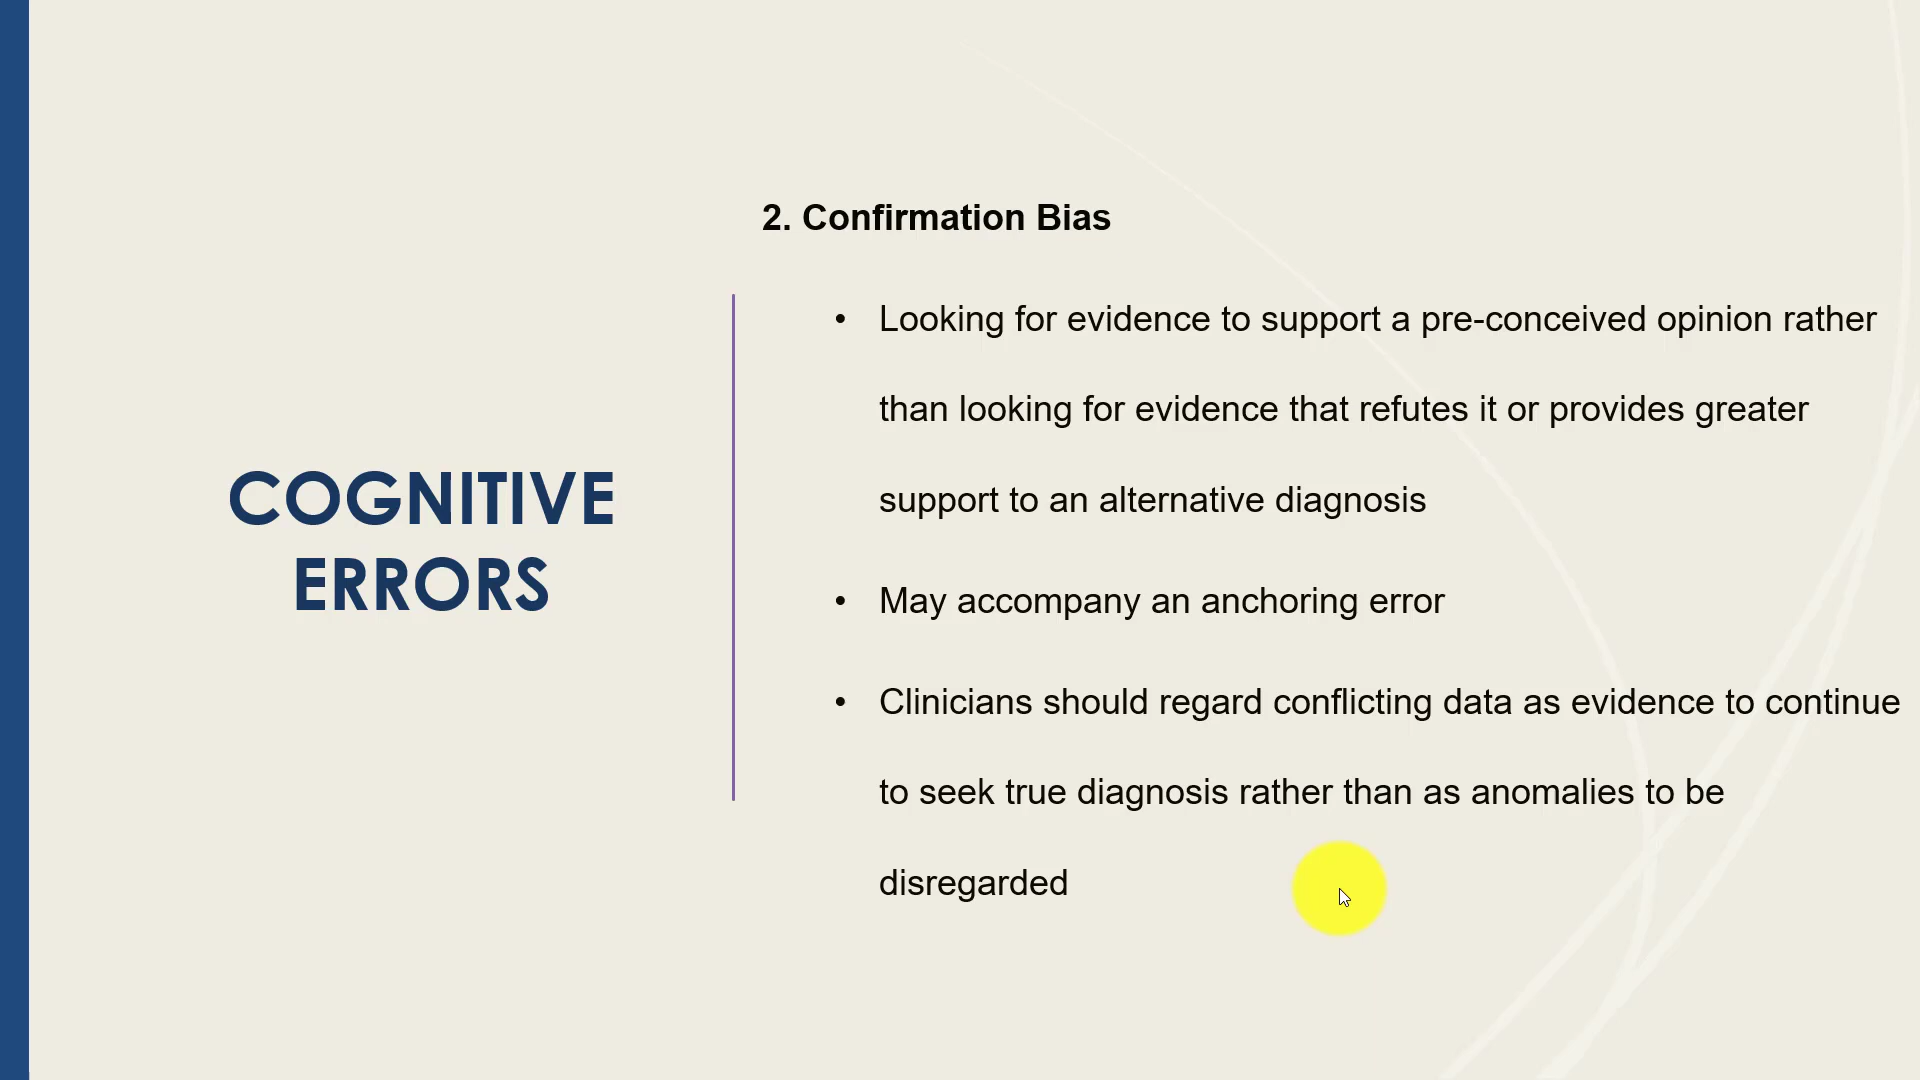 COGNITIVE
ERRORS
2. Confirmation Bias
• Looking for evidence to support a pre-conceived opinion rather
than looking for evidence that refutes it or provides greater
support to an alternative diagnosis
• May accompany an anchoring error
• Clinicians should regard conflicting data as evidence to continue
to seek true diagnosis rather than as anomalies to be
disregarded